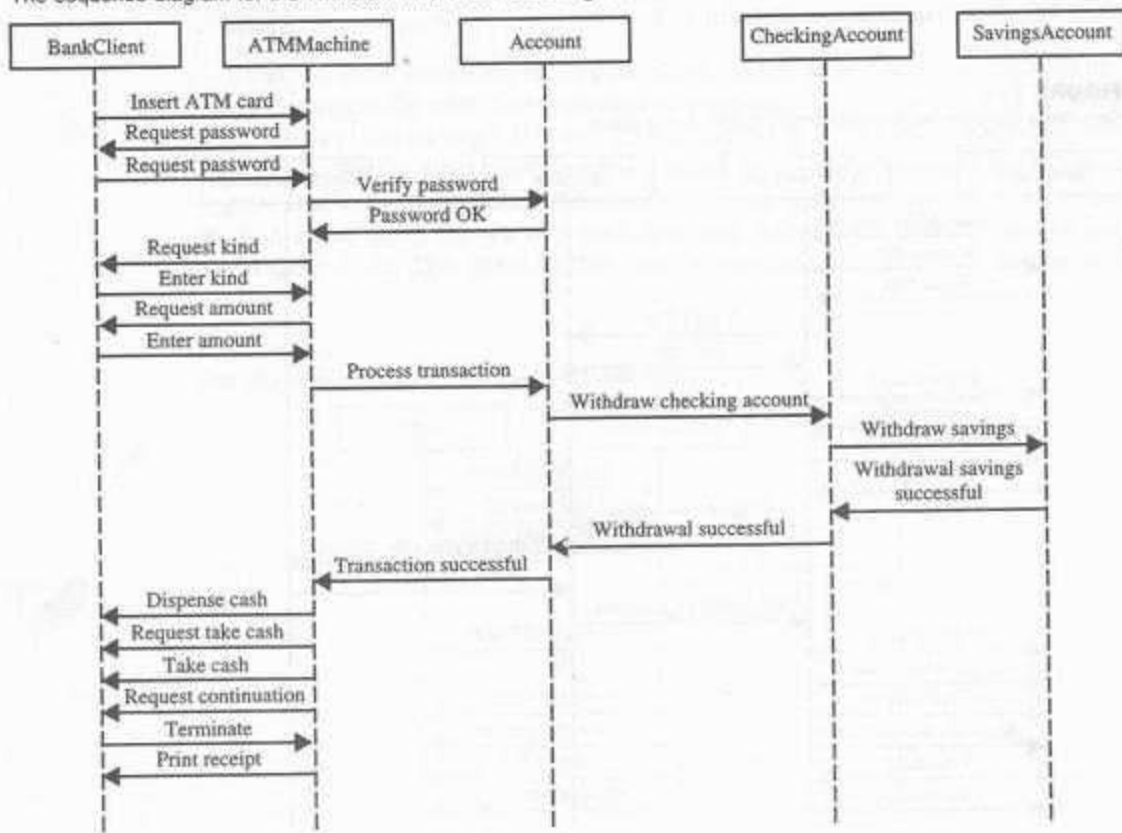 BankClient
ATMMachine
Account
CheckingAccount
SavingsAccount
Insert ATM card
Request password
Request password
Verify password
Password OK
Request kind
Enter kind
Request amount
Enter amount
Process transaction
Withdraw checking account
Withdraw savings
Withdrawal savings
successful
Withdrawal successful
Transaction successful
Dispense cash
Request take cash
Take cash
Request continuation
Terminate
Print receipt